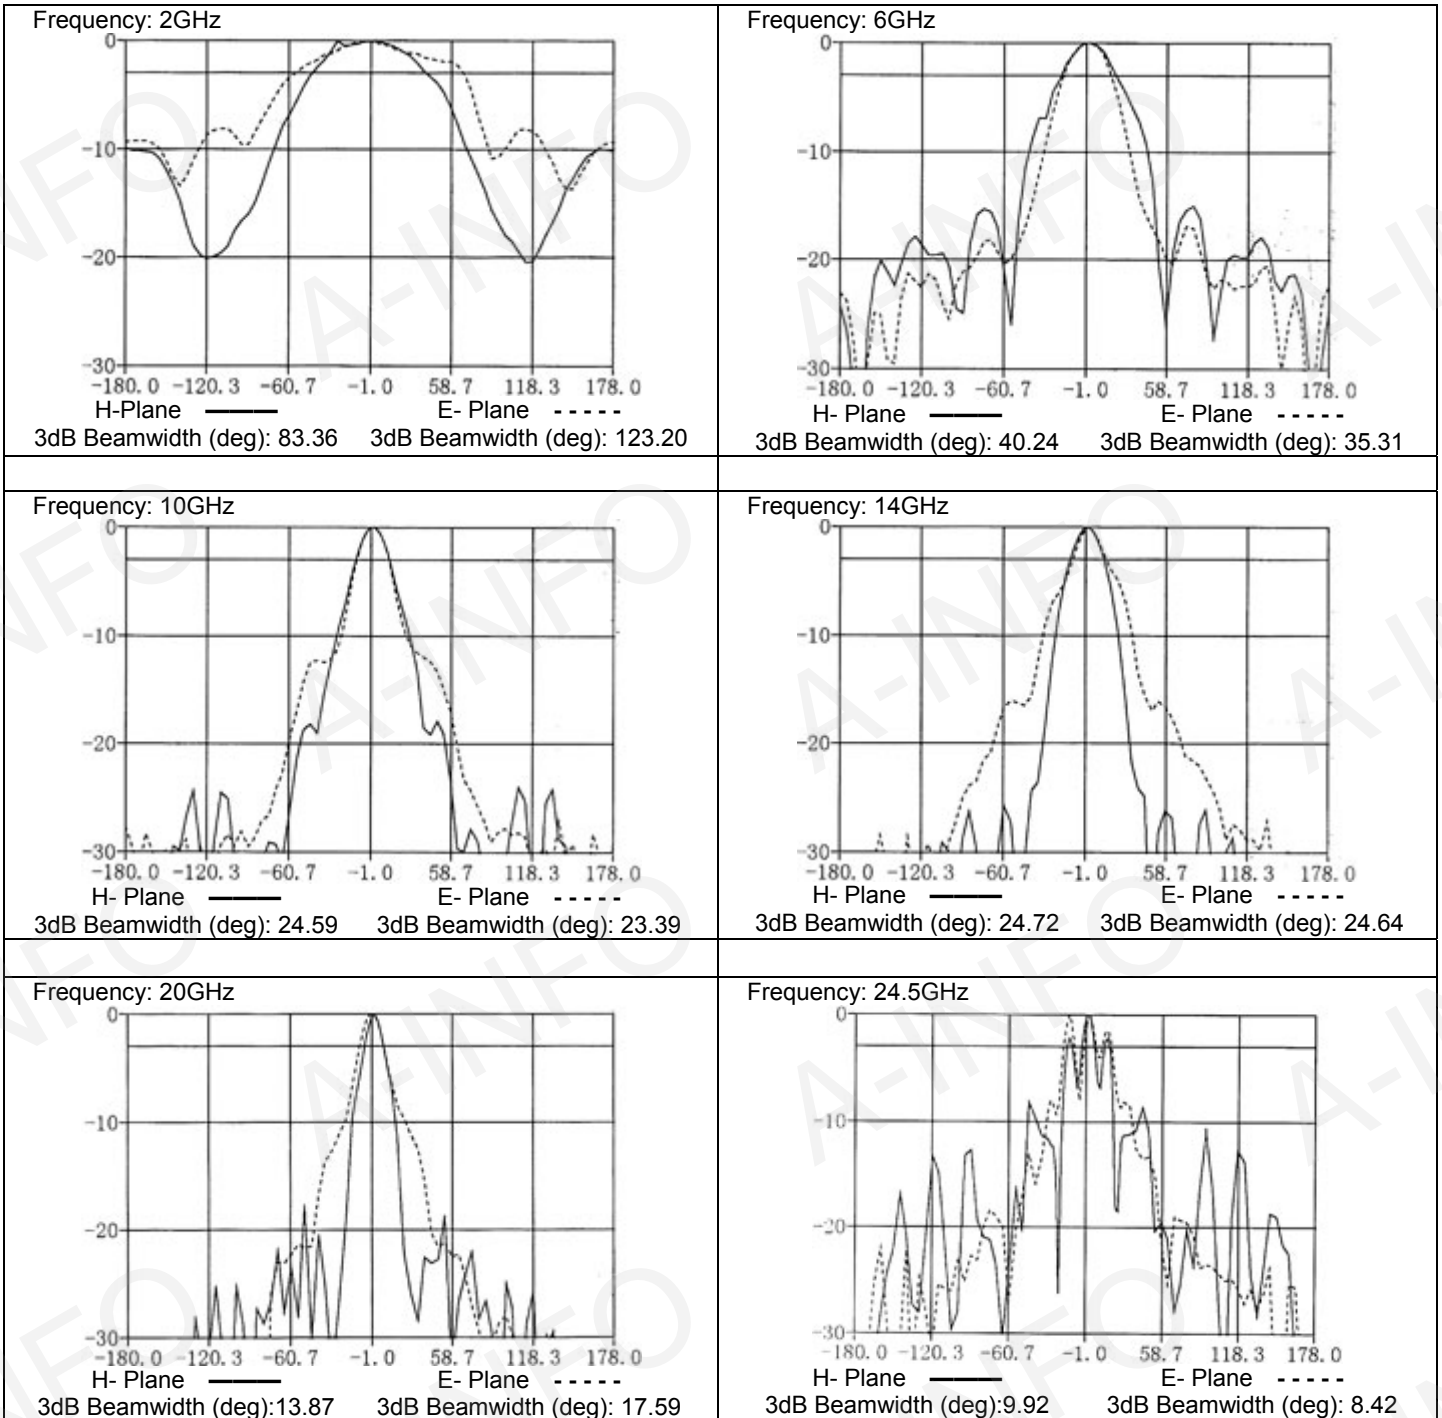 Frequency: 2GHz
0
-10
-20
-30
-180. 0 -120. 3 -60. 7 -1. 0 58. 7 118. 3 178. 0
H-Plane E- Plane - - - - -
3dB Beamwidth (deg): 83.36 3dB Beamwidth (deg): 123.20
Frequency: 6GHz
0
-10
-20
-30
-180. 0 -120. 3 -60. 7 -1. 0 58. 7 118. 3 178. 0
H- Plane E- Plane - - - - -
3dB Beamwidth (deg): 40.24 3dB Beamwidth (deg): 35.31
Frequency: 10GHz
0
-10
-20
-30
-180. 0 -120. 3 -60. 7 -1. 0 58. 7 118. 3 178. 0
H- Plane E- Plane - - - - -
3dB Beamwidth (deg): 24.59 3dB Beamwidth (deg): 23.39
Frequency: 14GHz
0
-10
-20
-30
-180. 0 -120. 3 -60. 7 -1. 0 58. 7 118. 3 178. 0
H- Plane E- Plane - - - - -
3dB Beamwidth (deg): 24.72 3dB Beamwidth (deg): 24.64
Frequency: 20GHz
0
-10
-20
-30
-180. 0 -120. 3 -60. 7 -1. 0 58. 7 118. 3 178. 0
H- Plane E- Plane - - - - -
3dB Beamwidth (deg):13.87 3dB Beamwidth (deg): 17.59
Frequency: 24.5GHz
0
-10
-20
-30
-180. 0 -120. 3 -60. 7 -1. 0 58. 7 118. 3 178. 0
H- Plane E- Plane - - - - -
3dB Beamwidth (deg):9.92 3dB Beamwidth (deg): 8.42
A-INFO